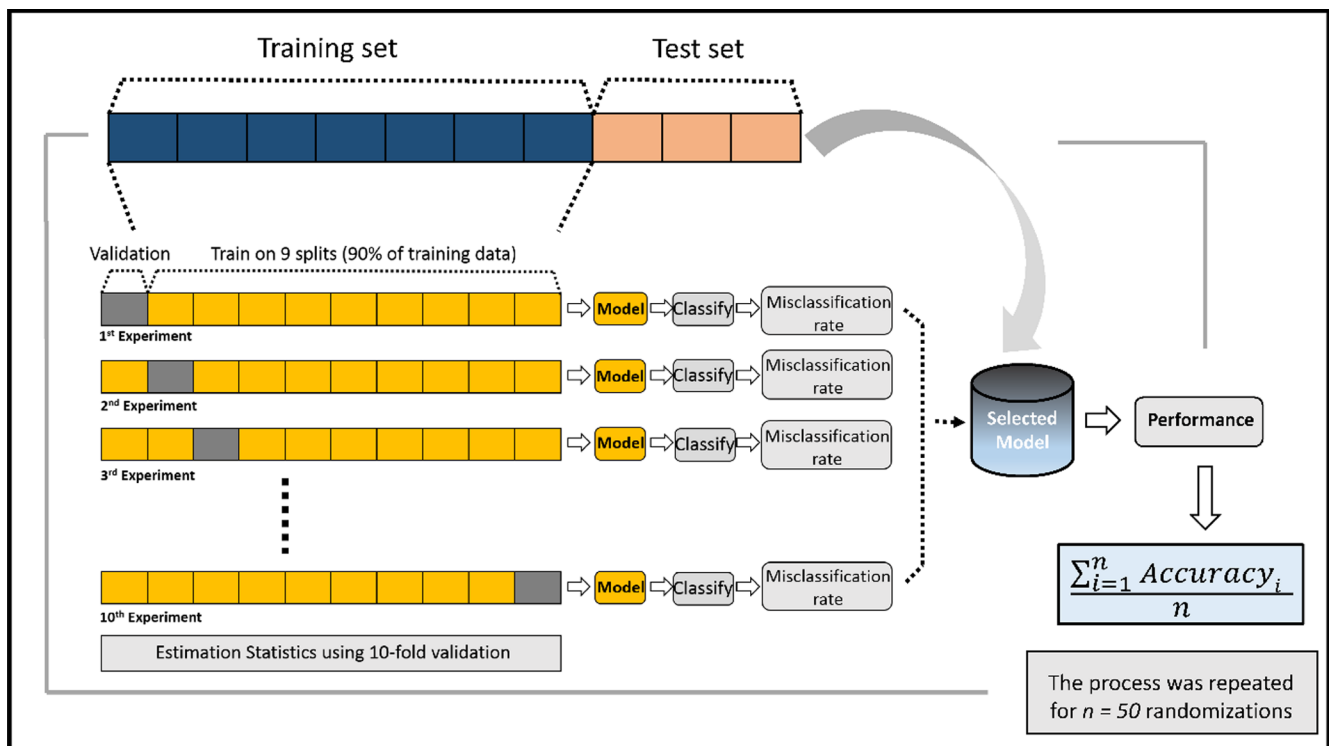 Training set
Test set
Validation
Train on 9 splits (90% of training data)
Model
Classify
Misclassification
rate
1st Experiment
Model
Classify
Misclassification
rate
2nd Experiment
Model
Classify
Misclassification
rate
3rd Experiment
Selected
Model
Performance
Model
Classify
Misclassification
rate
10th Experiment
∑ⁿᵢ₌₁ Accuracyᵢ
n
Estimation Statistics using 10-fold validation
The process was repeated
for n = 50 randomizations